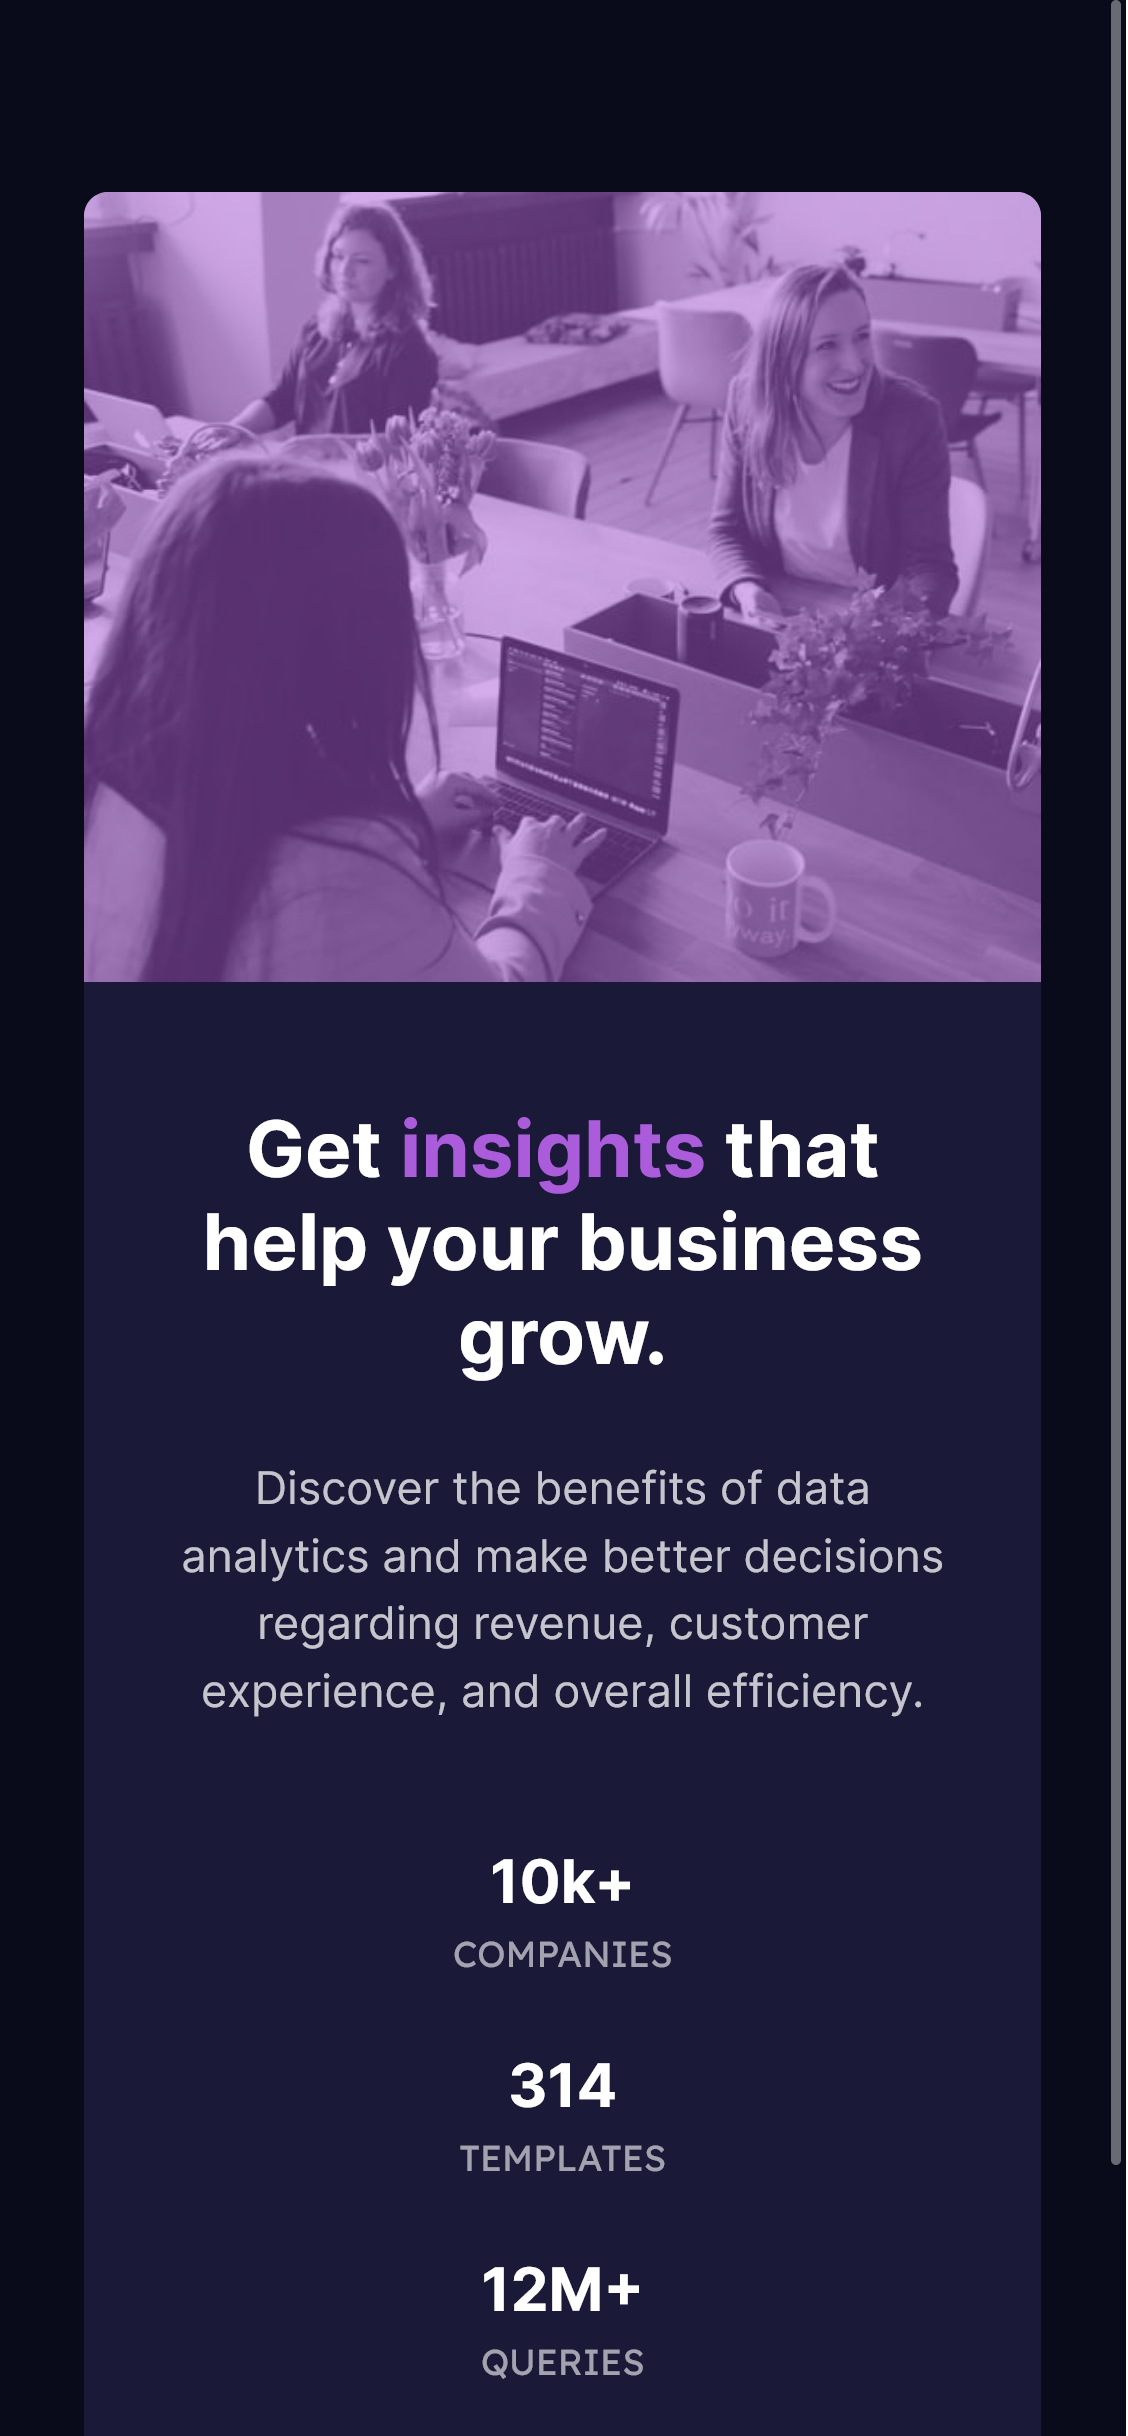 Get insights that
help your business
grow.
Discover the benefits of data
analytics and make better decisions
regarding revenue, customer
experience, and overall efficiency.
10k+
COMPANIES
314
TEMPLATES
12M+
QUERIES